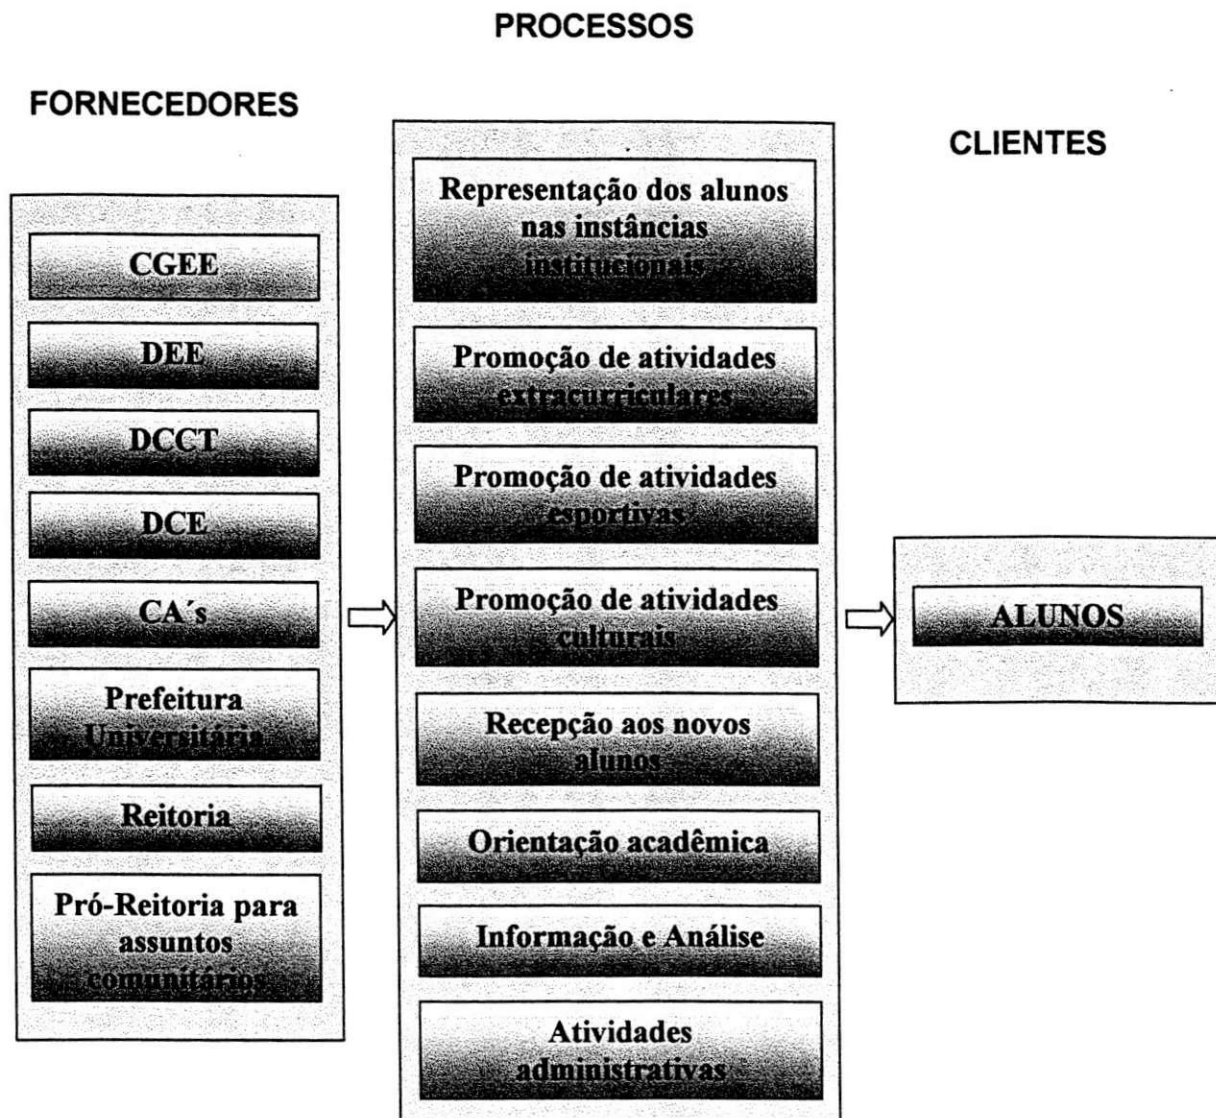 PROCESSOS
FORNECEDORES
CLIENTES
CGEE
DEE
DCCT
DCE
CA´s
Prefeitura
Universitária
Reitoria
Pró-Reitoria para
assuntos
comunitários
Representação dos alunos
nas instâncias
institucionais
Promoção de atividades
extracurriculares
Promoção de atividades
esportivas
Promoção de atividades
culturais
Recepção aos novos
alunos
Orientação acadêmica
Informação e Análise
Atividades
administrativas
ALUNOS